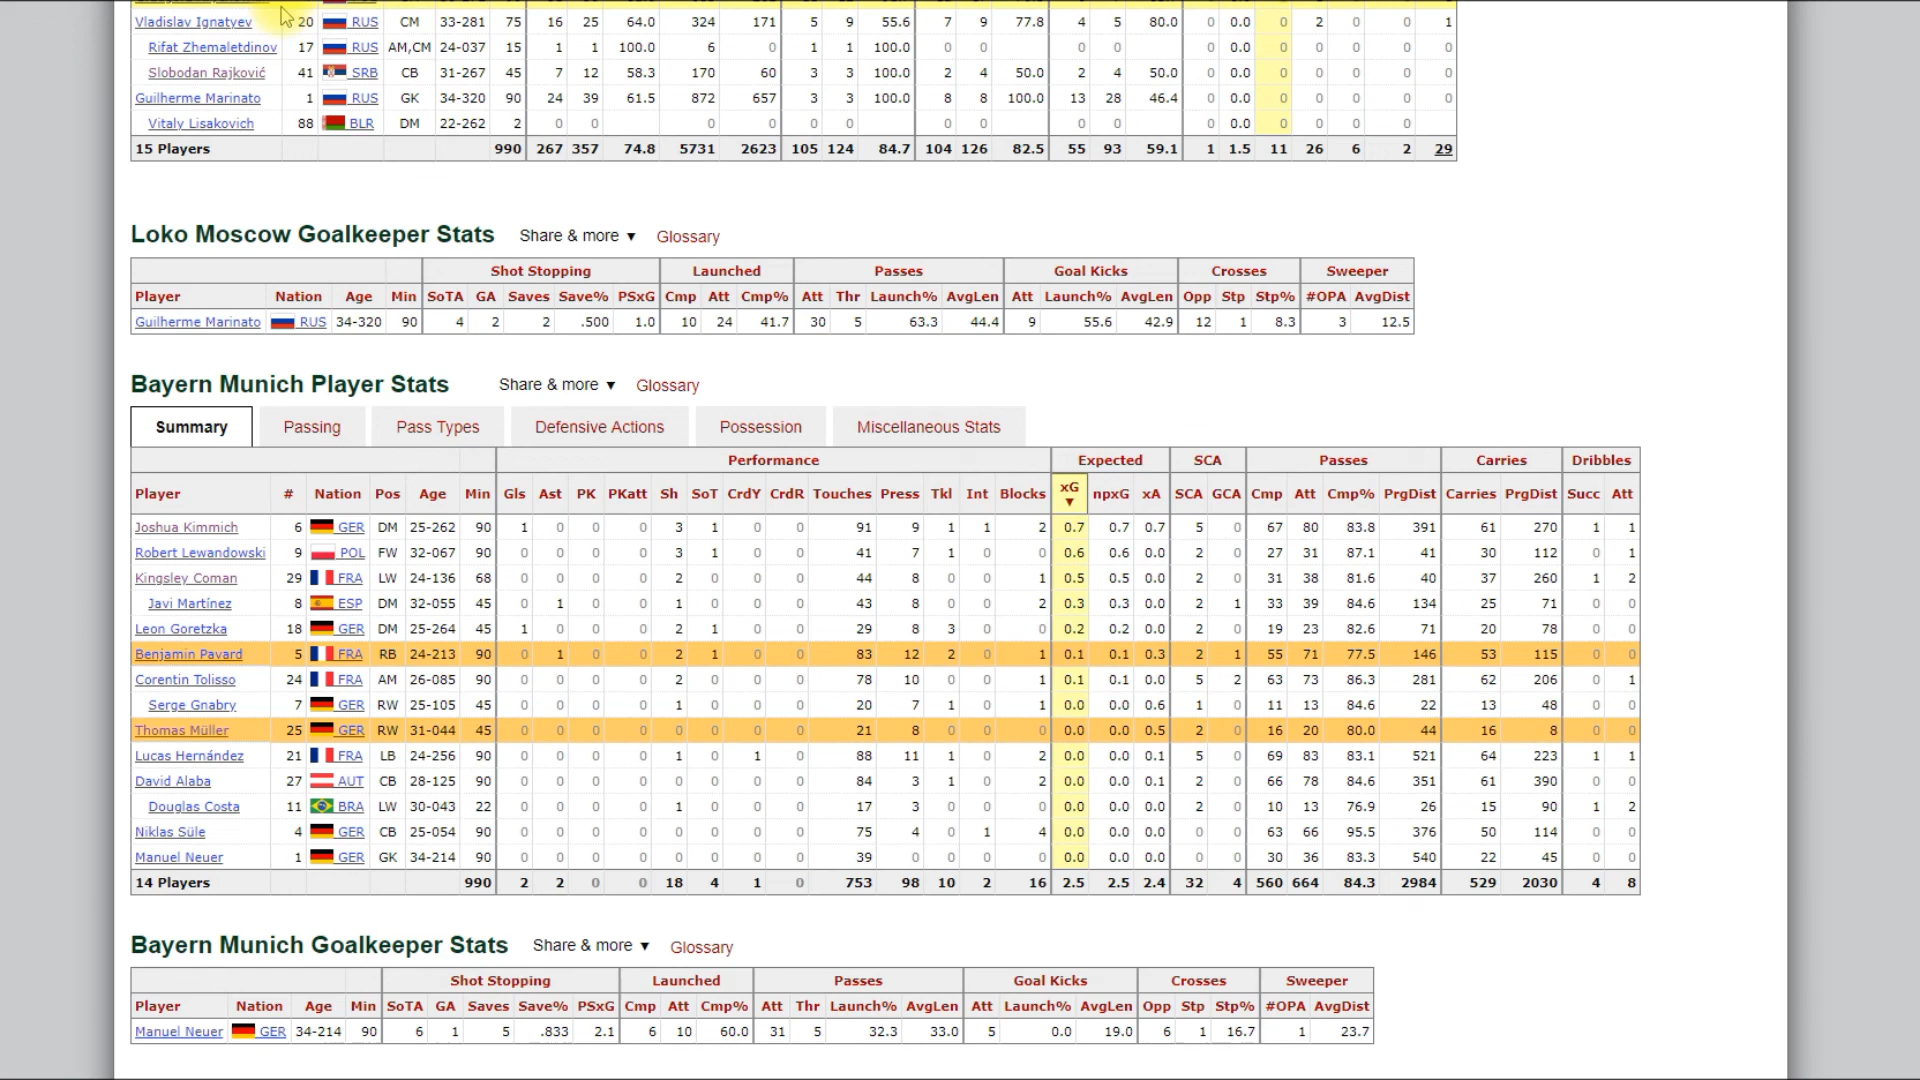 Vladislav Ignatyev 20 RUS CM 33-281 75 16 25 64.0 324 171 5 9 55.6 7 9 77.8 4 5 80.0 0 0.0 0 2 0 0 1
Rifat Zhemaletdinov 17 RUS AM,CM 24-037 15 1 1 100.0 6 0 1 1 100.0 0 0 0 0 0 0.0 0 0 0 0 0
Slobodan Rajković 41 SRB CB 31-267 45 7 12 58.3 170 60 3 3 100.0 2 4 50.0 2 4 50.0 0 0.0 0 0 0 0 0
Guilherme Marinato 1 RUS GK 34-320 90 24 39 61.5 872 657 3 3 100.0 8 8 100.0 13 28 46.4 0 0.0 0 0 0 0 0
Vitaly Lisakovich 88 BLR DM 22-262 2 0 0 0 0 0 0 0 0 0 0 0 0.0 0 0 0 0
15 Players 990 267 357 74.8 5731 2623 105 124 84.7 104 126 82.5 55 93 59.1 1 1.5 11 26 6 2 29
Loko Moscow Goalkeeper Stats Share & more ▼ Glossary
Shot Stopping Launched Passes Goal Kicks Crosses Sweeper
Player Nation Age Min SoTA GA Saves Save% PSxG Cmp Att Cmp% Att Thr Launch% AvgLen Att Launch% AvgLen Opp Stp Stp% #OPA AvgDist
Guilherme Marinato RUS 34-320 90 4 2 2 .500 1.0 10 24 41.7 30 5 63.3 44.4 9 55.6 42.9 12 1 8.3 3 12.5
Bayern Munich Player Stats Share & more ▼ Glossary
Summary Passing Pass Types Defensive Actions Possession Miscellaneous Stats
Performance Expected SCA Passes Carries Dribbles
Player # Nation Pos Age Min Gls Ast PK PKatt Sh SoT CrdY CrdR Touches Press Tkl Int Blocks xG ▼ npxG xA SCA GCA Cmp Att Cmp% PrgDist Carries PrgDist Succ Att
Joshua Kimmich 6 GER DM 25-262 90 1 0 0 0 3 1 0 0 91 9 1 1 2 0.7 0.7 0.7 5 0 67 80 83.8 391 61 270 1 1
Robert Lewandowski 9 POL FW 32-067 90 0 0 0 0 3 1 0 0 41 7 1 0 0 0.6 0.6 0.0 2 0 27 31 87.1 41 30 112 0 1
Kingsley Coman 29 FRA LW 24-136 68 0 0 0 0 2 0 0 0 44 8 0 0 1 0.5 0.5 0.0 2 0 31 38 81.6 40 37 260 1 2
Javi Martínez 8 ESP DM 32-055 45 0 1 0 0 1 0 0 0 43 8 0 0 2 0.3 0.3 0.0 2 1 33 39 84.6 134 25 71 0 0
Leon Goretzka 18 GER DM 25-264 45 1 0 0 0 2 1 0 0 29 8 3 0 0 0.2 0.2 0.0 2 0 19 23 82.6 71 20 78 0 0
Benjamin Pavard 5 FRA RB 24-213 90 0 1 0 0 2 1 0 0 83 12 2 0 1 0.1 0.1 0.3 2 1 55 71 77.5 146 53 115 0 0
Corentin Tolisso 24 FRA AM 26-085 90 0 0 0 0 2 0 0 0 78 10 0 0 1 0.1 0.1 0.0 5 2 63 73 86.3 281 62 206 0 1
Serge Gnabry 7 GER RW 25-105 45 0 0 0 0 1 0 0 0 20 7 1 0 1 0.0 0.0 0.6 1 0 11 13 84.6 22 13 48 0 0
Thomas Müller 25 GER RW 31-044 45 0 0 0 0 0 0 0 0 21 8 0 0 0 0.0 0.0 0.5 2 0 16 20 80.0 44 16 8 0 0
Lucas Hernández 21 FRA LB 24-256 90 0 0 0 0 1 0 1 0 88 11 1 0 2 0.0 0.0 0.1 5 0 69 83 83.1 521 64 223 1 1
David Alaba 27 AUT CB 28-125 90 0 0 0 0 0 0 0 0 84 3 1 0 2 0.0 0.0 0.1 2 0 66 78 84.6 351 61 390 0 0
Douglas Costa 11 BRA LW 30-043 22 0 0 0 0 1 0 0 0 17 3 0 0 0 0.0 0.0 0.0 2 0 10 13 76.9 26 15 90 1 2
Niklas Süle 4 GER CB 25-054 90 0 0 0 0 0 0 0 0 75 4 0 1 4 0.0 0.0 0.0 2 0 63 66 95.5 376 50 114 0 0
Manuel Neuer 1 GER GK 34-214 90 0 0 0 0 0 0 0 0 39 0 0 0 0 0.0 0.0 0.0 0 0 30 36 83.3 540 22 45 0 0
14 Players 990 2 2 0 0 18 4 1 0 753 98 10 2 16 2.5 2.5 2.4 32 4 560 664 84.3 2984 529 2030 4 8
Bayern Munich Goalkeeper Stats Share & more ▼ Glossary
Shot Stopping Launched Passes Goal Kicks Crosses Sweeper
Player Nation Age Min SoTA GA Saves Save% PSxG Cmp Att Cmp% Att Thr Launch% AvgLen Att Launch% AvgLen Opp Stp Stp% #OPA AvgDist
Manuel Neuer GER 34-214 90 6 1 5 .833 2.1 6 10 60.0 31 5 32.3 33.0 5 0.0 19.0 6 1 16.7 1 23.7